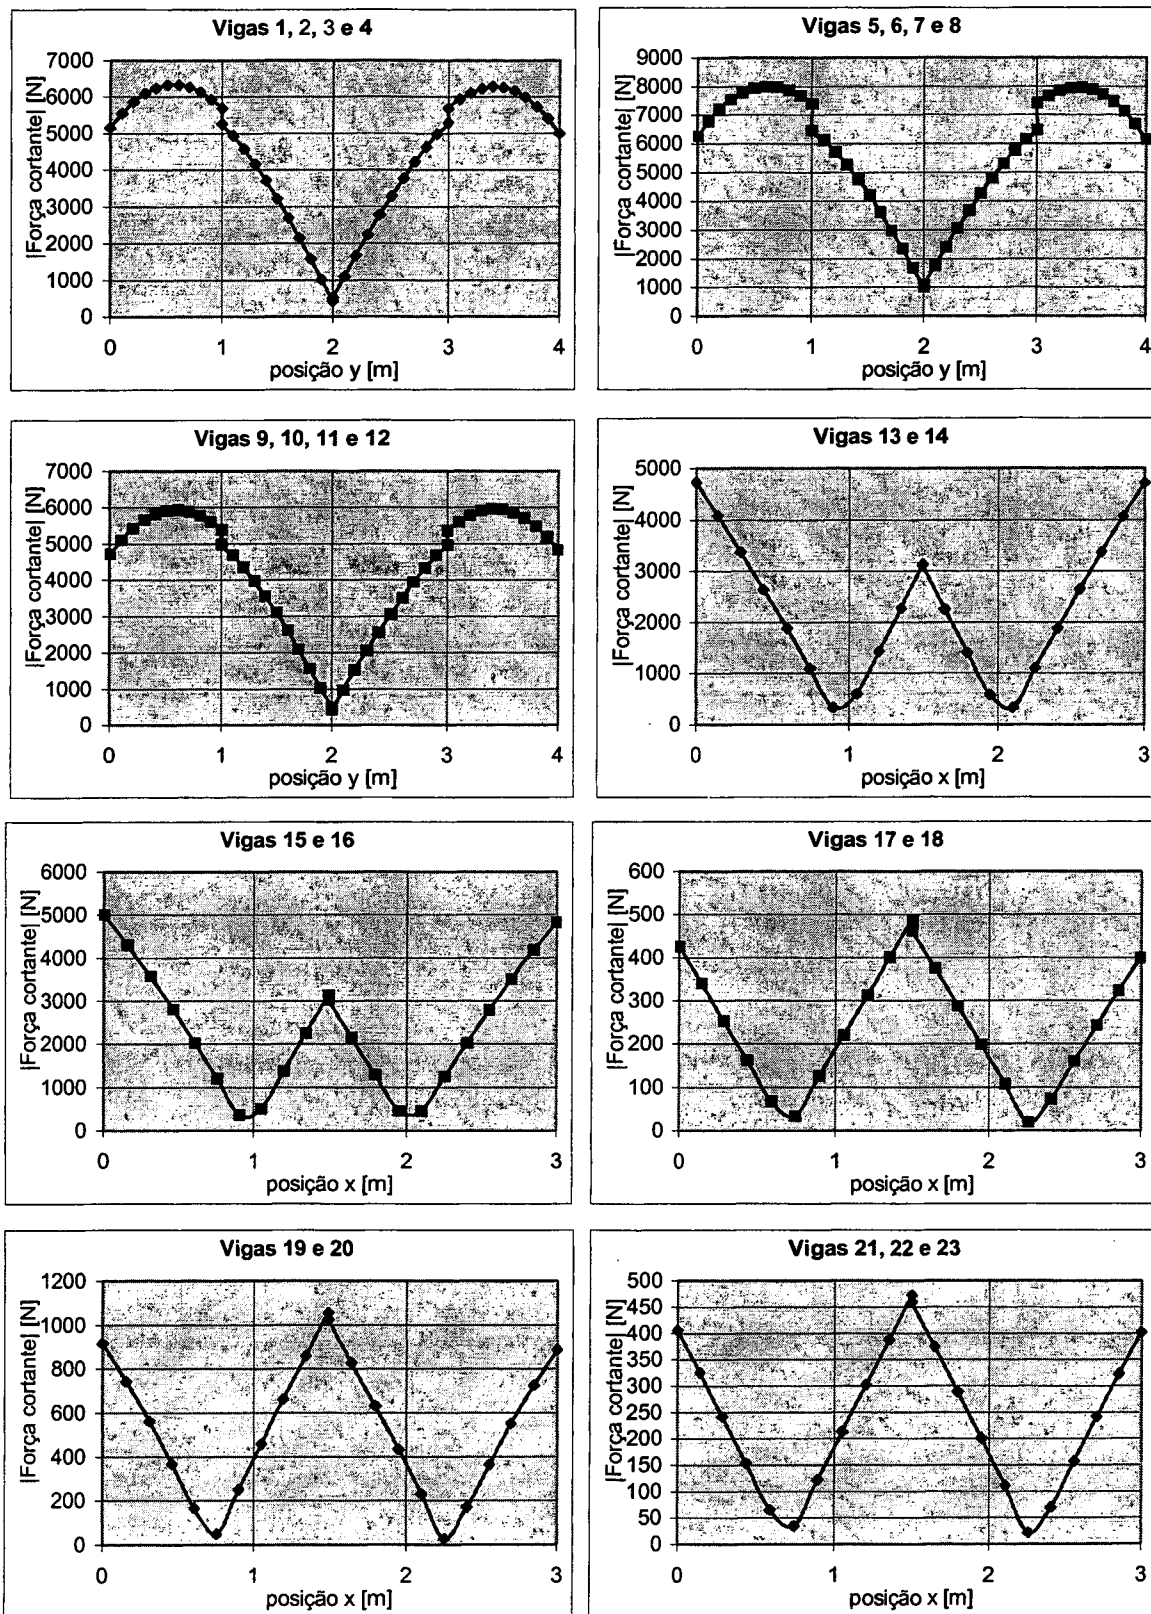 Vigas 1, 2, 3 e 4
7000
6000
5000
4000
3000
2000
1000
0
|Força cortante| [N]
0 1 2 3 4
posição y [m]
Vigas 5, 6, 7 e 8
9000
8000
7000
6000
5000
4000
3000
2000
1000
0
|Força cortante| [N]
0 1 2 3 4
posição y [m]
Vigas 9, 10, 11 e 12
7000
6000
5000
4000
3000
2000
1000
0
|Força cortante| [N]
0 1 2 3 4
posição y [m]
Vigas 13 e 14
5000
4000
3000
2000
1000
0
|Força cortante| [N]
0 1 2 3
posição x [m]
Vigas 15 e 16
6000
5000
4000
3000
2000
1000
0
|Força cortante| [N]
0 1 2 3
posição x [m]
Vigas 17 e 18
600
500
400
300
200
100
0
|Força cortante| [N]
0 1 2 3
posição x [m]
Vigas 19 e 20
1200
1000
800
600
400
200
0
|Força cortante| [N]
0 1 2 3
posição x [m]
Vigas 21, 22 e 23
500
450
400
350
300
250
200
150
100
50
0
|Força cortante| [N]
0 1 2 3
posição x [m]